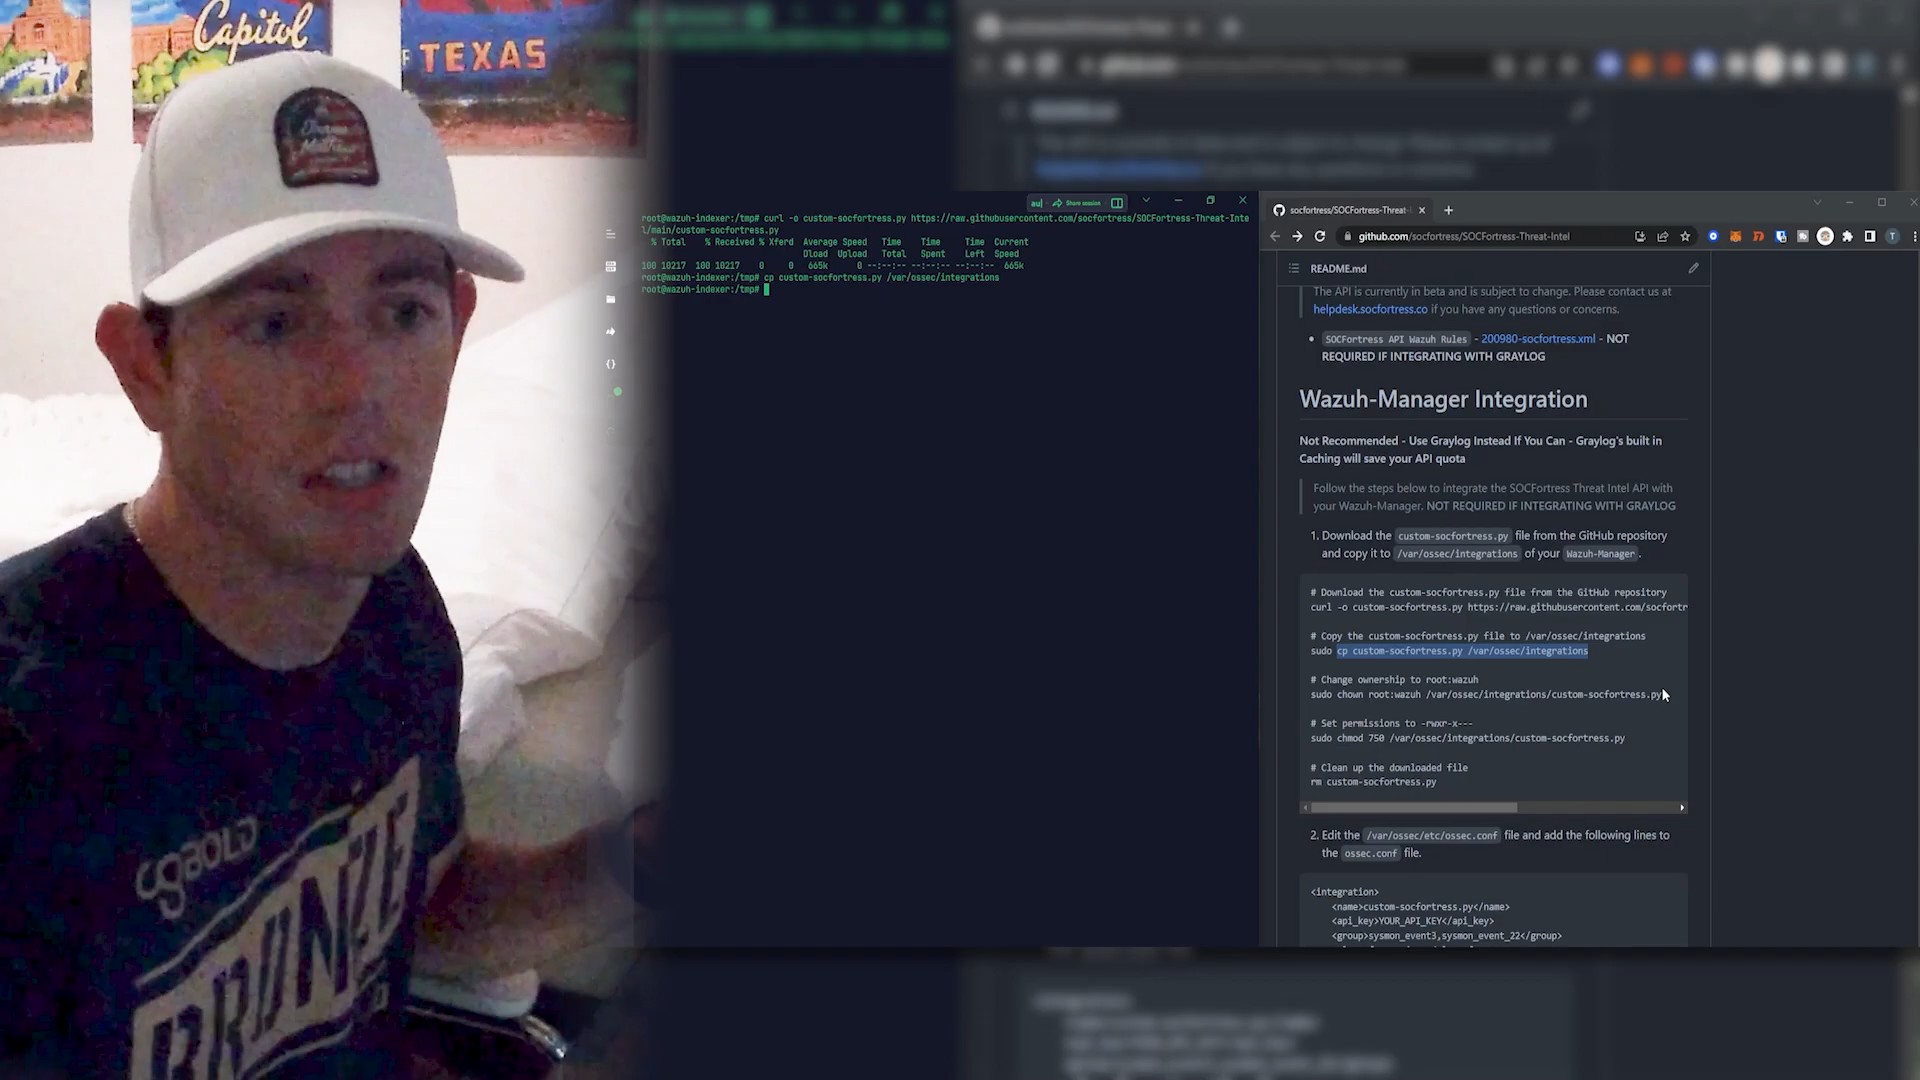 Capitol
OF TEXAS
COBOLD
PRINTE
au| Share session
root@wazuh-indexer:/tmp# curl -o custom-socfortress.py https://raw.githubusercontent.com/socfortress/SOCFortress-Threat-Inte
l/main/custom-socfortress.py
% Total % Received % Xferd Average Speed Time Time Time Current
Dload Upload Total Spent Left Speed
100 10217 100 10217 0 0 665k 0 --:--:-- --:--:-- --:--:-- 665k
root@wazuh-indexer:/tmp# cp custom-socfortress.py /var/ossec/integrations
root@wazuh-indexer:/tmp#
socfortress/SOCFortress-Threat-
github.com/socfortress/SOCFortress-Threat-Intel
README.md
The API is currently in beta and is subject to change. Please contact us at
helpdesk.socfortress.co if you have any questions or concerns.
SOCFortress API Wazuh Rules - 200980-socfortress.xml - NOT
REQUIRED IF INTEGRATING WITH GRAYLOG
Wazuh-Manager Integration
Not Recommended - Use Graylog Instead If You Can - Graylog's built in
Caching will save your API quota
Follow the steps below to integrate the SOCFortress Threat Intel API with
your Wazuh-Manager. NOT REQUIRED IF INTEGRATING WITH GRAYLOG
1. Download the custom-socfortress.py file from the GitHub repository
and copy it to /var/ossec/integrations of your Wazuh-Manager.
# Download the custom-socfortress.py file from the GitHub repository
curl -o custom-socfortress.py https://raw.githubusercontent.com/socfortr
# Copy the custom-socfortress.py file to /var/ossec/integrations
sudo cp custom-socfortress.py /var/ossec/integrations
# Change ownership to root:wazuh
sudo chown root:wazuh /var/ossec/integrations/custom-socfortress.py
# Set permissions to -rwxr-x---
sudo chmod 750 /var/ossec/integrations/custom-socfortress.py
# Clean up the downloaded file
rm custom-socfortress.py
2. Edit the /var/ossec/etc/ossec.conf file and add the following lines to
the ossec.conf file.
<integration>
<name>custom-socfortress.py</name>
<api_key>YOUR_API_KEY</api_key>
<group>sysmon_event3,sysmon_event_22</group>